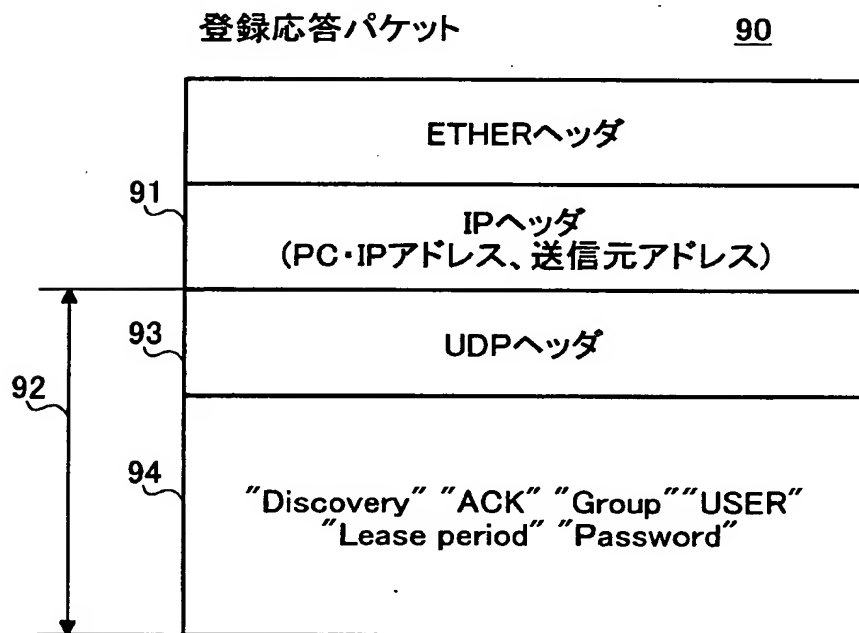 登録応答パケット 90
ETHERヘッダ
91
IPヘッダ
(PC・IPアドレス、送信元アドレス)
93
UDPヘッダ
92
94
"Discovery" "ACK" "Group""USER"
"Lease period" "Password"